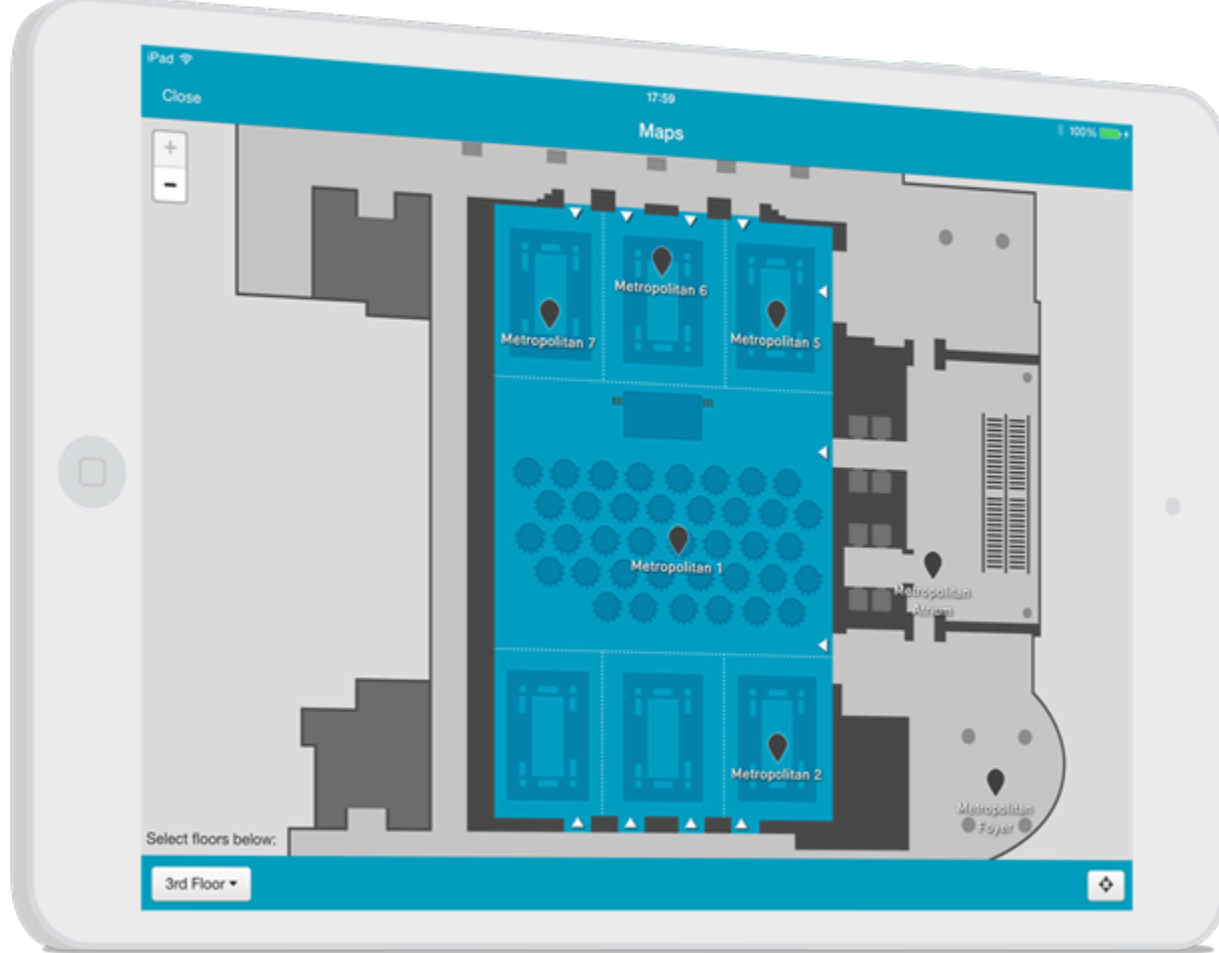 iPad
17:59
100%
Close
Maps
+
-
Metropolitan 6
Metropolitan 7
Metropolitan 5
Metropolitan 1
Metropolitan
Atrium
Metropolitan 2
Metropolitan
Foyer
Select floors below:
3rd Floor